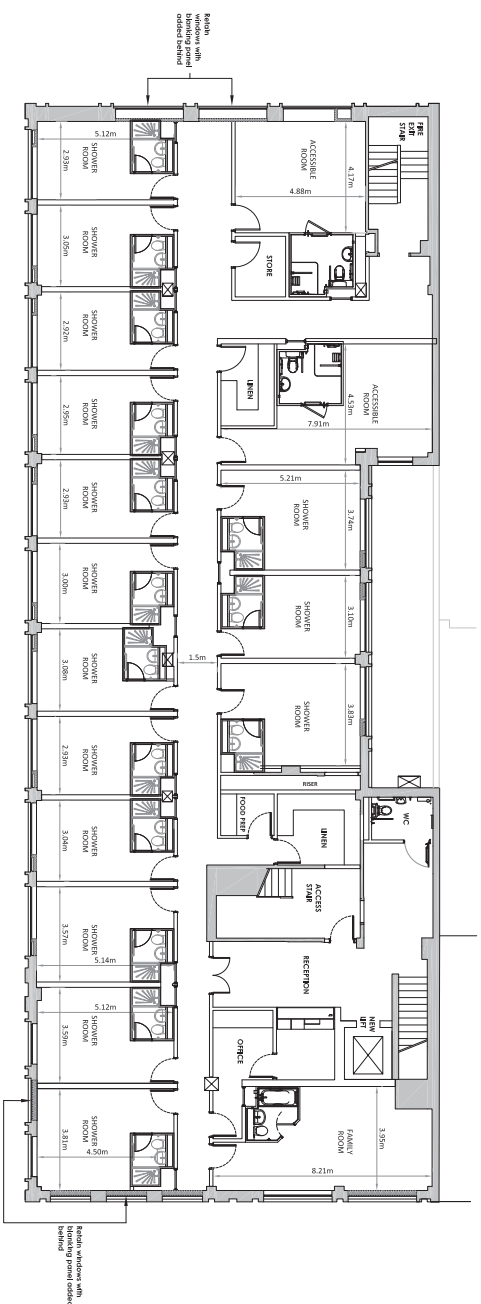 Retain
windows with
blanking panel
added behind
FIRE
EXIT
STAIR
ACCESSIBLE
ROOM
4.17m
4.88m
STORE
5.12m
SHOWER
ROOM
2.93m
SHOWER
ROOM
3.05m
SHOWER
ROOM
2.92m
LINEN
ACCESSIBLE
ROOM
4.53m
7.91m
SHOWER
ROOM
2.95m
SHOWER
ROOM
2.93m
5.21m
SHOWER
ROOM
3.74m
SHOWER
ROOM
3.00m
SHOWER
ROOM
3.10m
SHOWER
ROOM
3.08m
1.5m
SHOWER
ROOM
3.83m
SHOWER
ROOM
2.93m
RISER
FOOD PREP
LINEN
WC
SHOWER
ROOM
3.04m
ACCESS
STAIR
SHOWER
ROOM
3.57m
5.14m
RECEPTION
5.12m
SHOWER
ROOM
3.59m
OFFICE
NEW
LIFT
SHOWER
ROOM
3.81m
4.50m
FAMILY
ROOM
3.95m
8.21m
Retain windows with
blanking panel added
behind